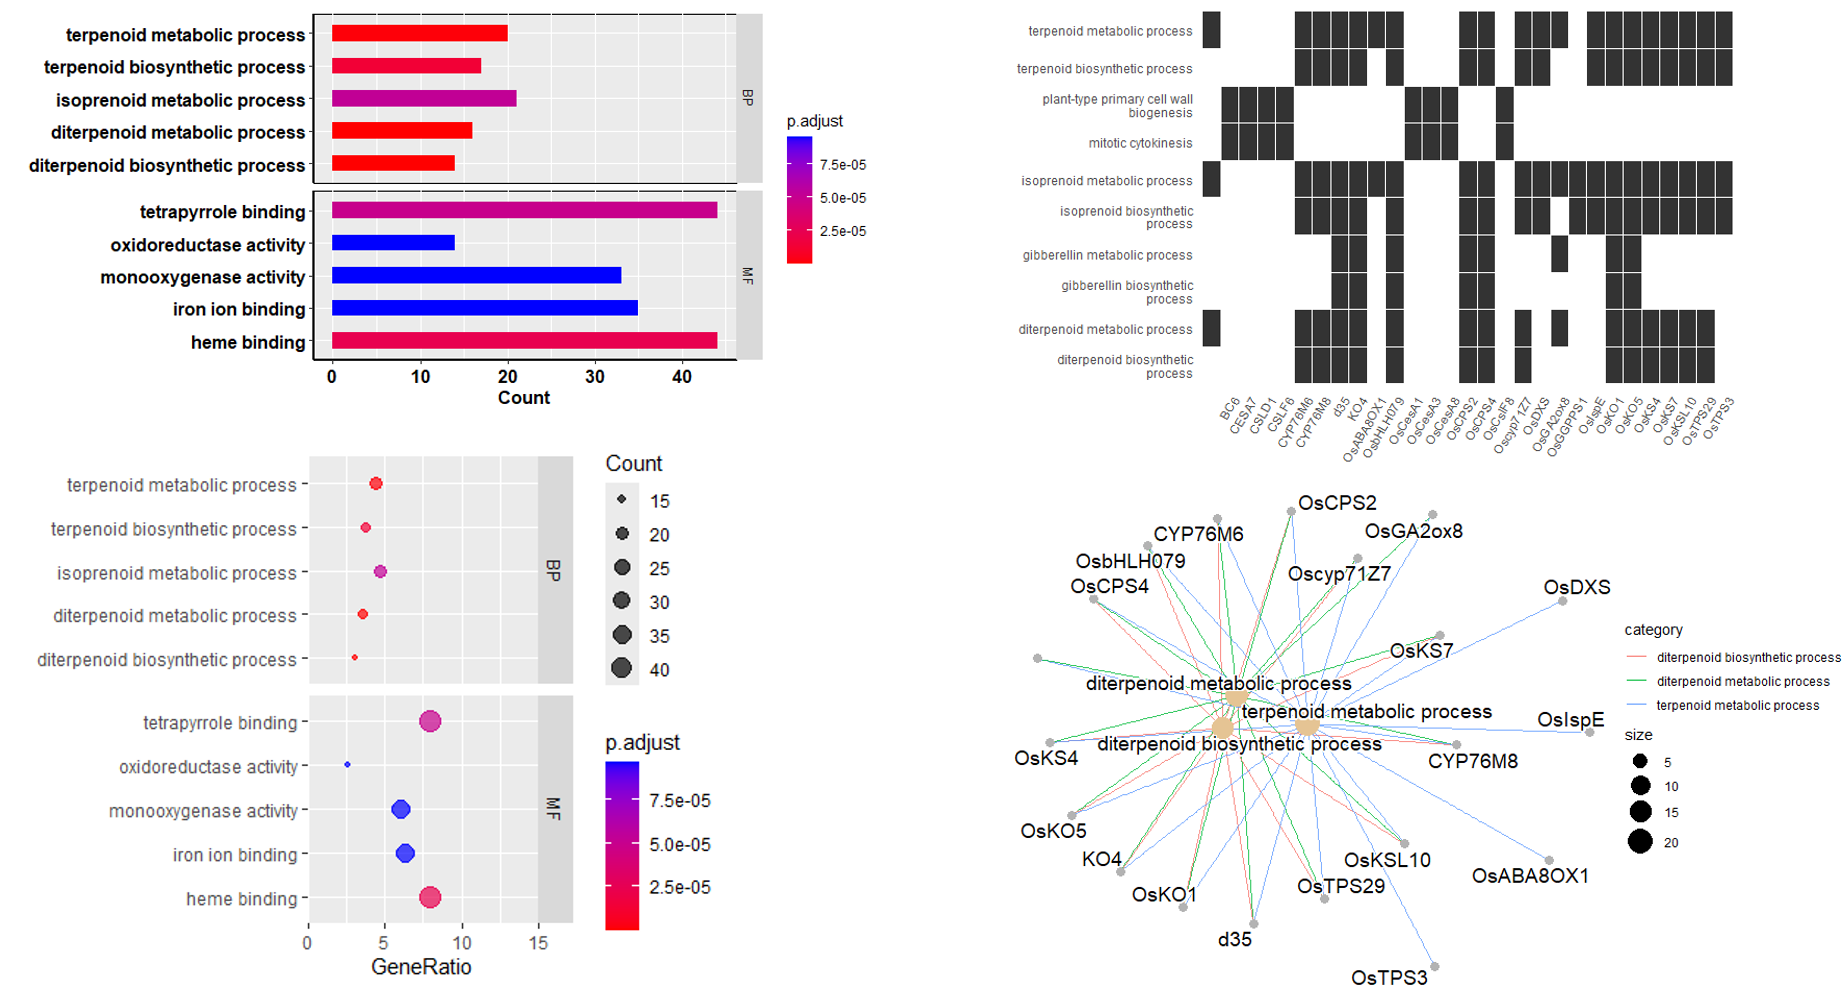 terpenoid metabolic process
terpenoid biosynthetic process
isoprenoid metabolic process
diterpenoid metabolic process
diterpenoid biosynthetic process
BP
tetrapyrrole binding
oxidoreductase activity
monooxygenase activity
iron ion binding
heme binding
MF
0 10 20 30 40
Count
p.adjust
7.5e-05
5.0e-05
2.5e-05
terpenoid metabolic process
terpenoid biosynthetic process
plant-type primary cell wall
biogenesis
mitotic cytokinesis
isoprenoid metabolic process
isoprenoid biosynthetic
process
gibberellin metabolic process
gibberellin biosynthetic
process
diterpenoid metabolic process
diterpenoid biosynthetic
process
BC6
CESA7
CSLD1
CSLF6
CYP76M6
CYP76M8
d35
KO4
OsABA8OX1
OsbHLH079
OsCesA1
OsCesA3
OsCesA8
OsCPS2
OsCPS4
OsCslF8
Oscyp71Z7
OsDXS
OsGA2ox8
OsGGPPS1
OsIspE
OsKO1
OsKO5
OsKS4
OsKS7
OsKSL10
OsTPS29
OsTPS3
terpenoid metabolic process
terpenoid biosynthetic process
isoprenoid metabolic process
diterpenoid metabolic process
diterpenoid biosynthetic process
BP
tetrapyrrole binding
oxidoreductase activity
monooxygenase activity
iron ion binding
heme binding
MF
0 5 10 15
GeneRatio
Count
15
20
25
30
35
40
p.adjust
7.5e-05
5.0e-05
2.5e-05
OsCPS2
CYP76M6
OsGA2ox8
OsbHLH079
Oscyp71Z7
OsCPS4
OsDXS
OsKS7
diterpenoid metabolic process
terpenoid metabolic process
OsIspE
diterpenoid biosynthetic process
OsKS4
CYP76M8
OsKO5
KO4
OsKSL10
OsABA8OX1
OsKO1
OsTPS29
d35
OsTPS3
category
diterpenoid biosynthetic process
diterpenoid metabolic process
terpenoid metabolic process
size
5
10
15
20